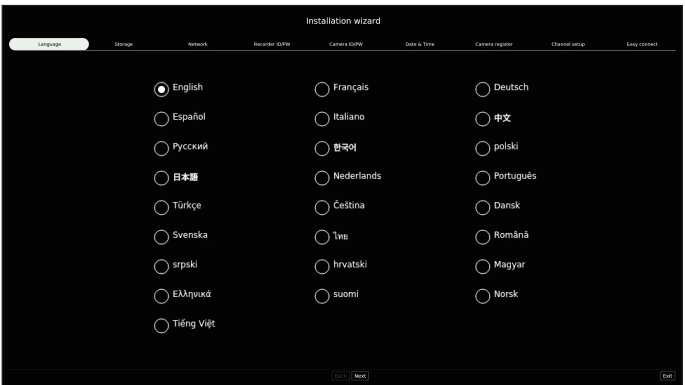 Installation wizard
Language Storage Network Recorder ID/PW Camera ID/PW Date & Time Camera register Channel setup Easy connect
English Français Deutsch
Español Italiano 中文
Русский 한국어 polski
日本語 Nederlands Português
Türkçe Čeština Dansk
Svenska ไทย Română
srpski hrvatski Magyar
Ελληνικά suomi Norsk
Tiếng Việt
Back Next Exit